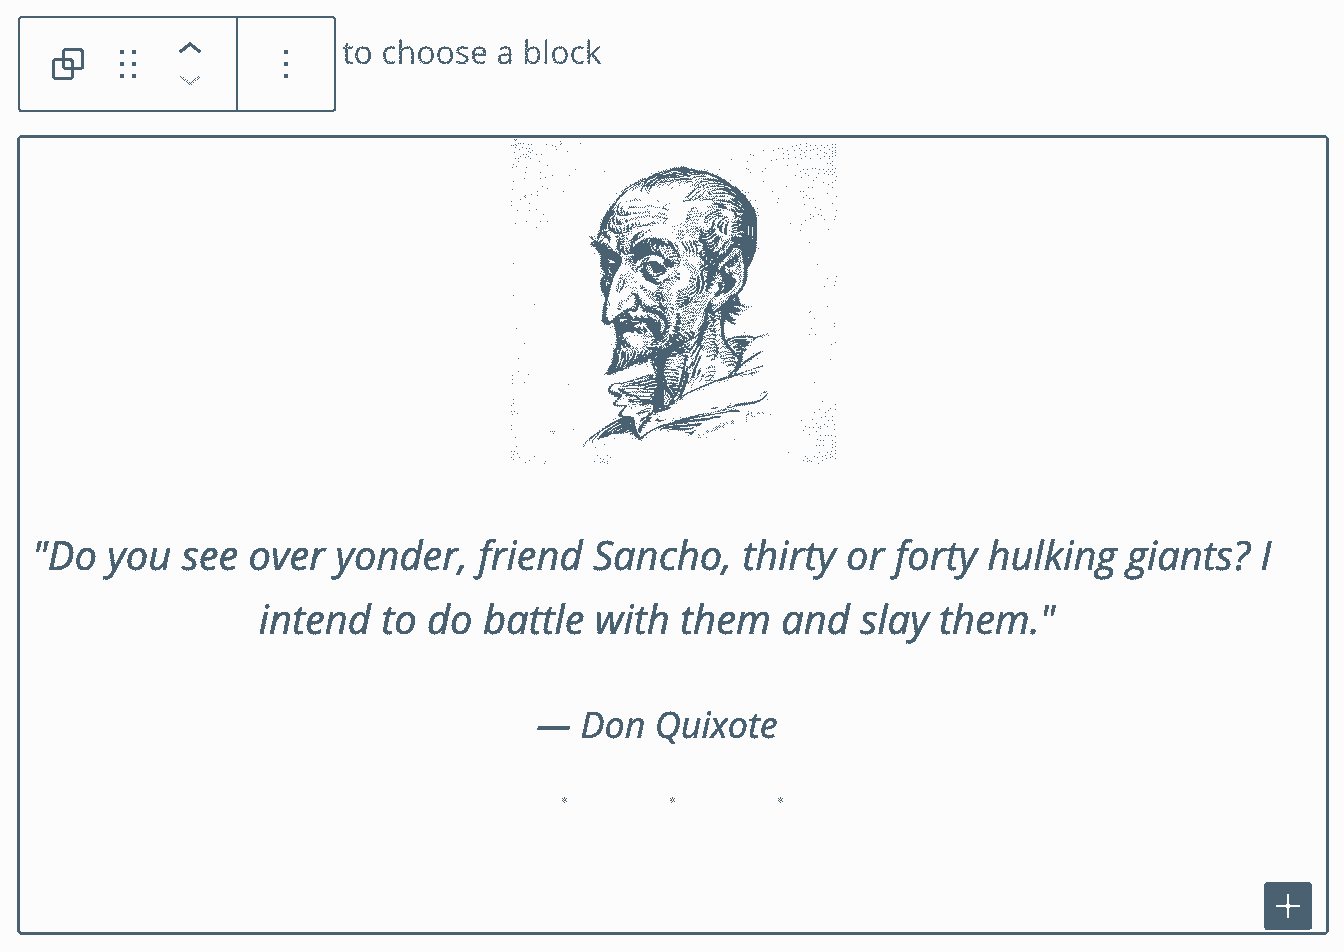 to choose a block
"Do you see over yonder, friend Sancho, thirty or forty hulking giants? I
intend to do battle with them and slay them."
— Don Quixote